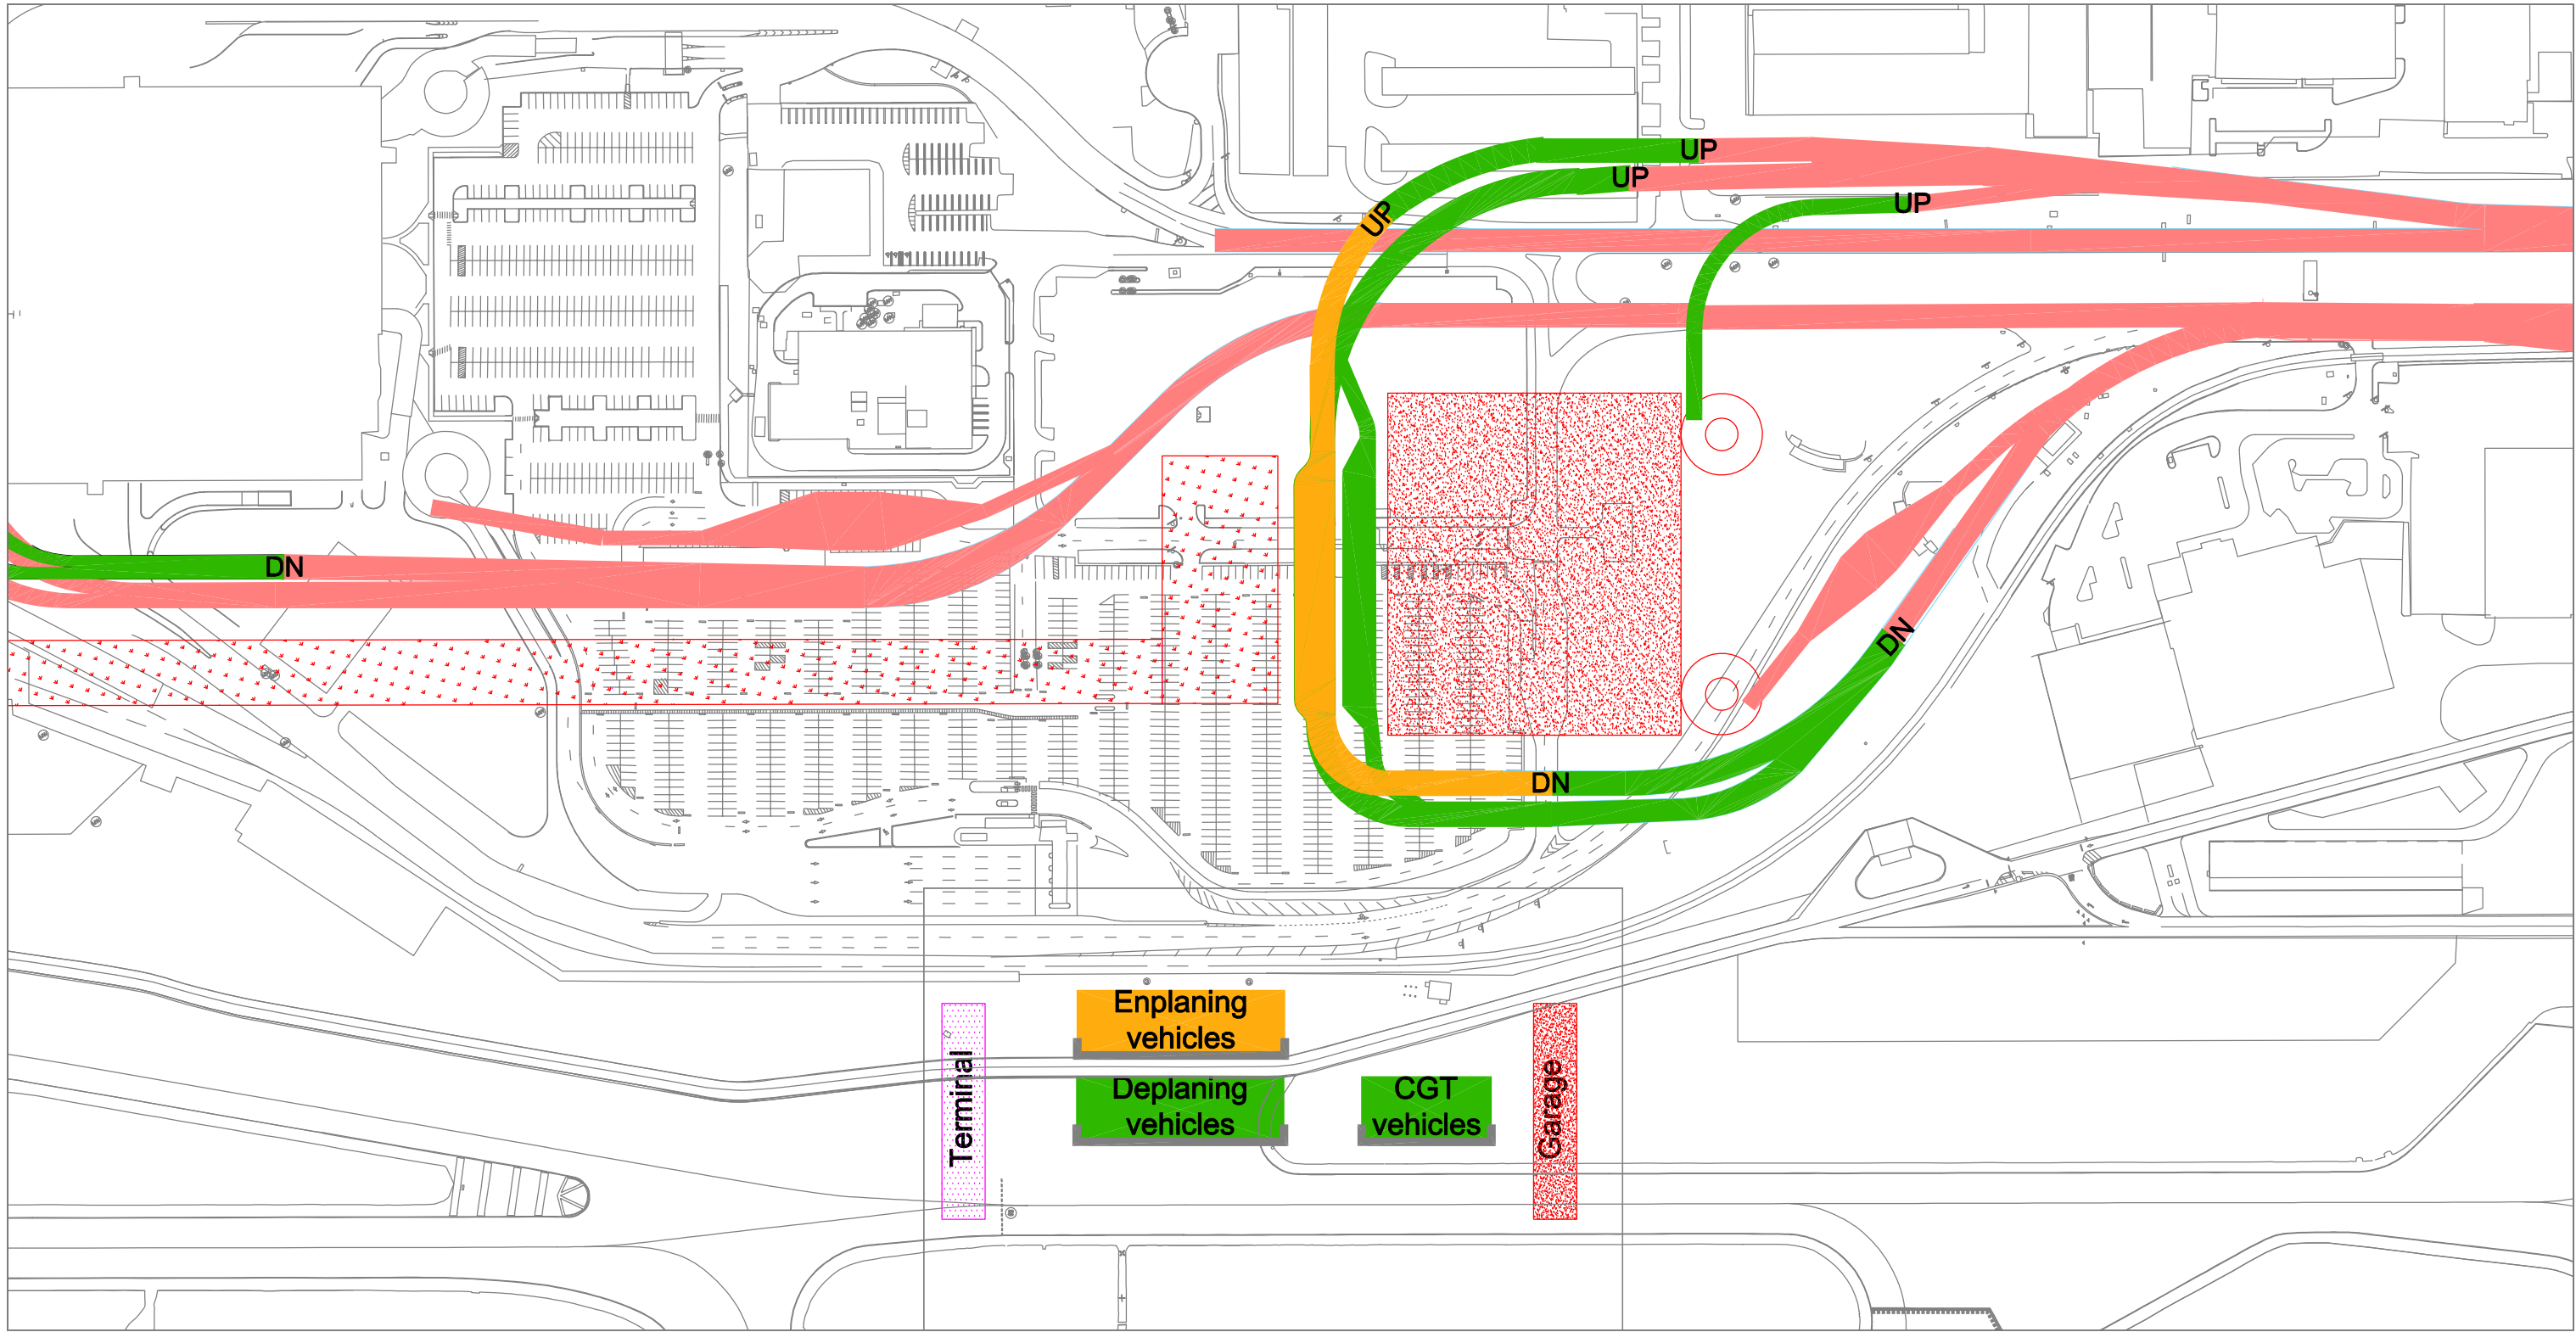 UP
UP
UP
UP
DN
DN
DN
Enplaning
vehicles
Terminal
Deplaning
vehicles
CGT
vehicles
Garage